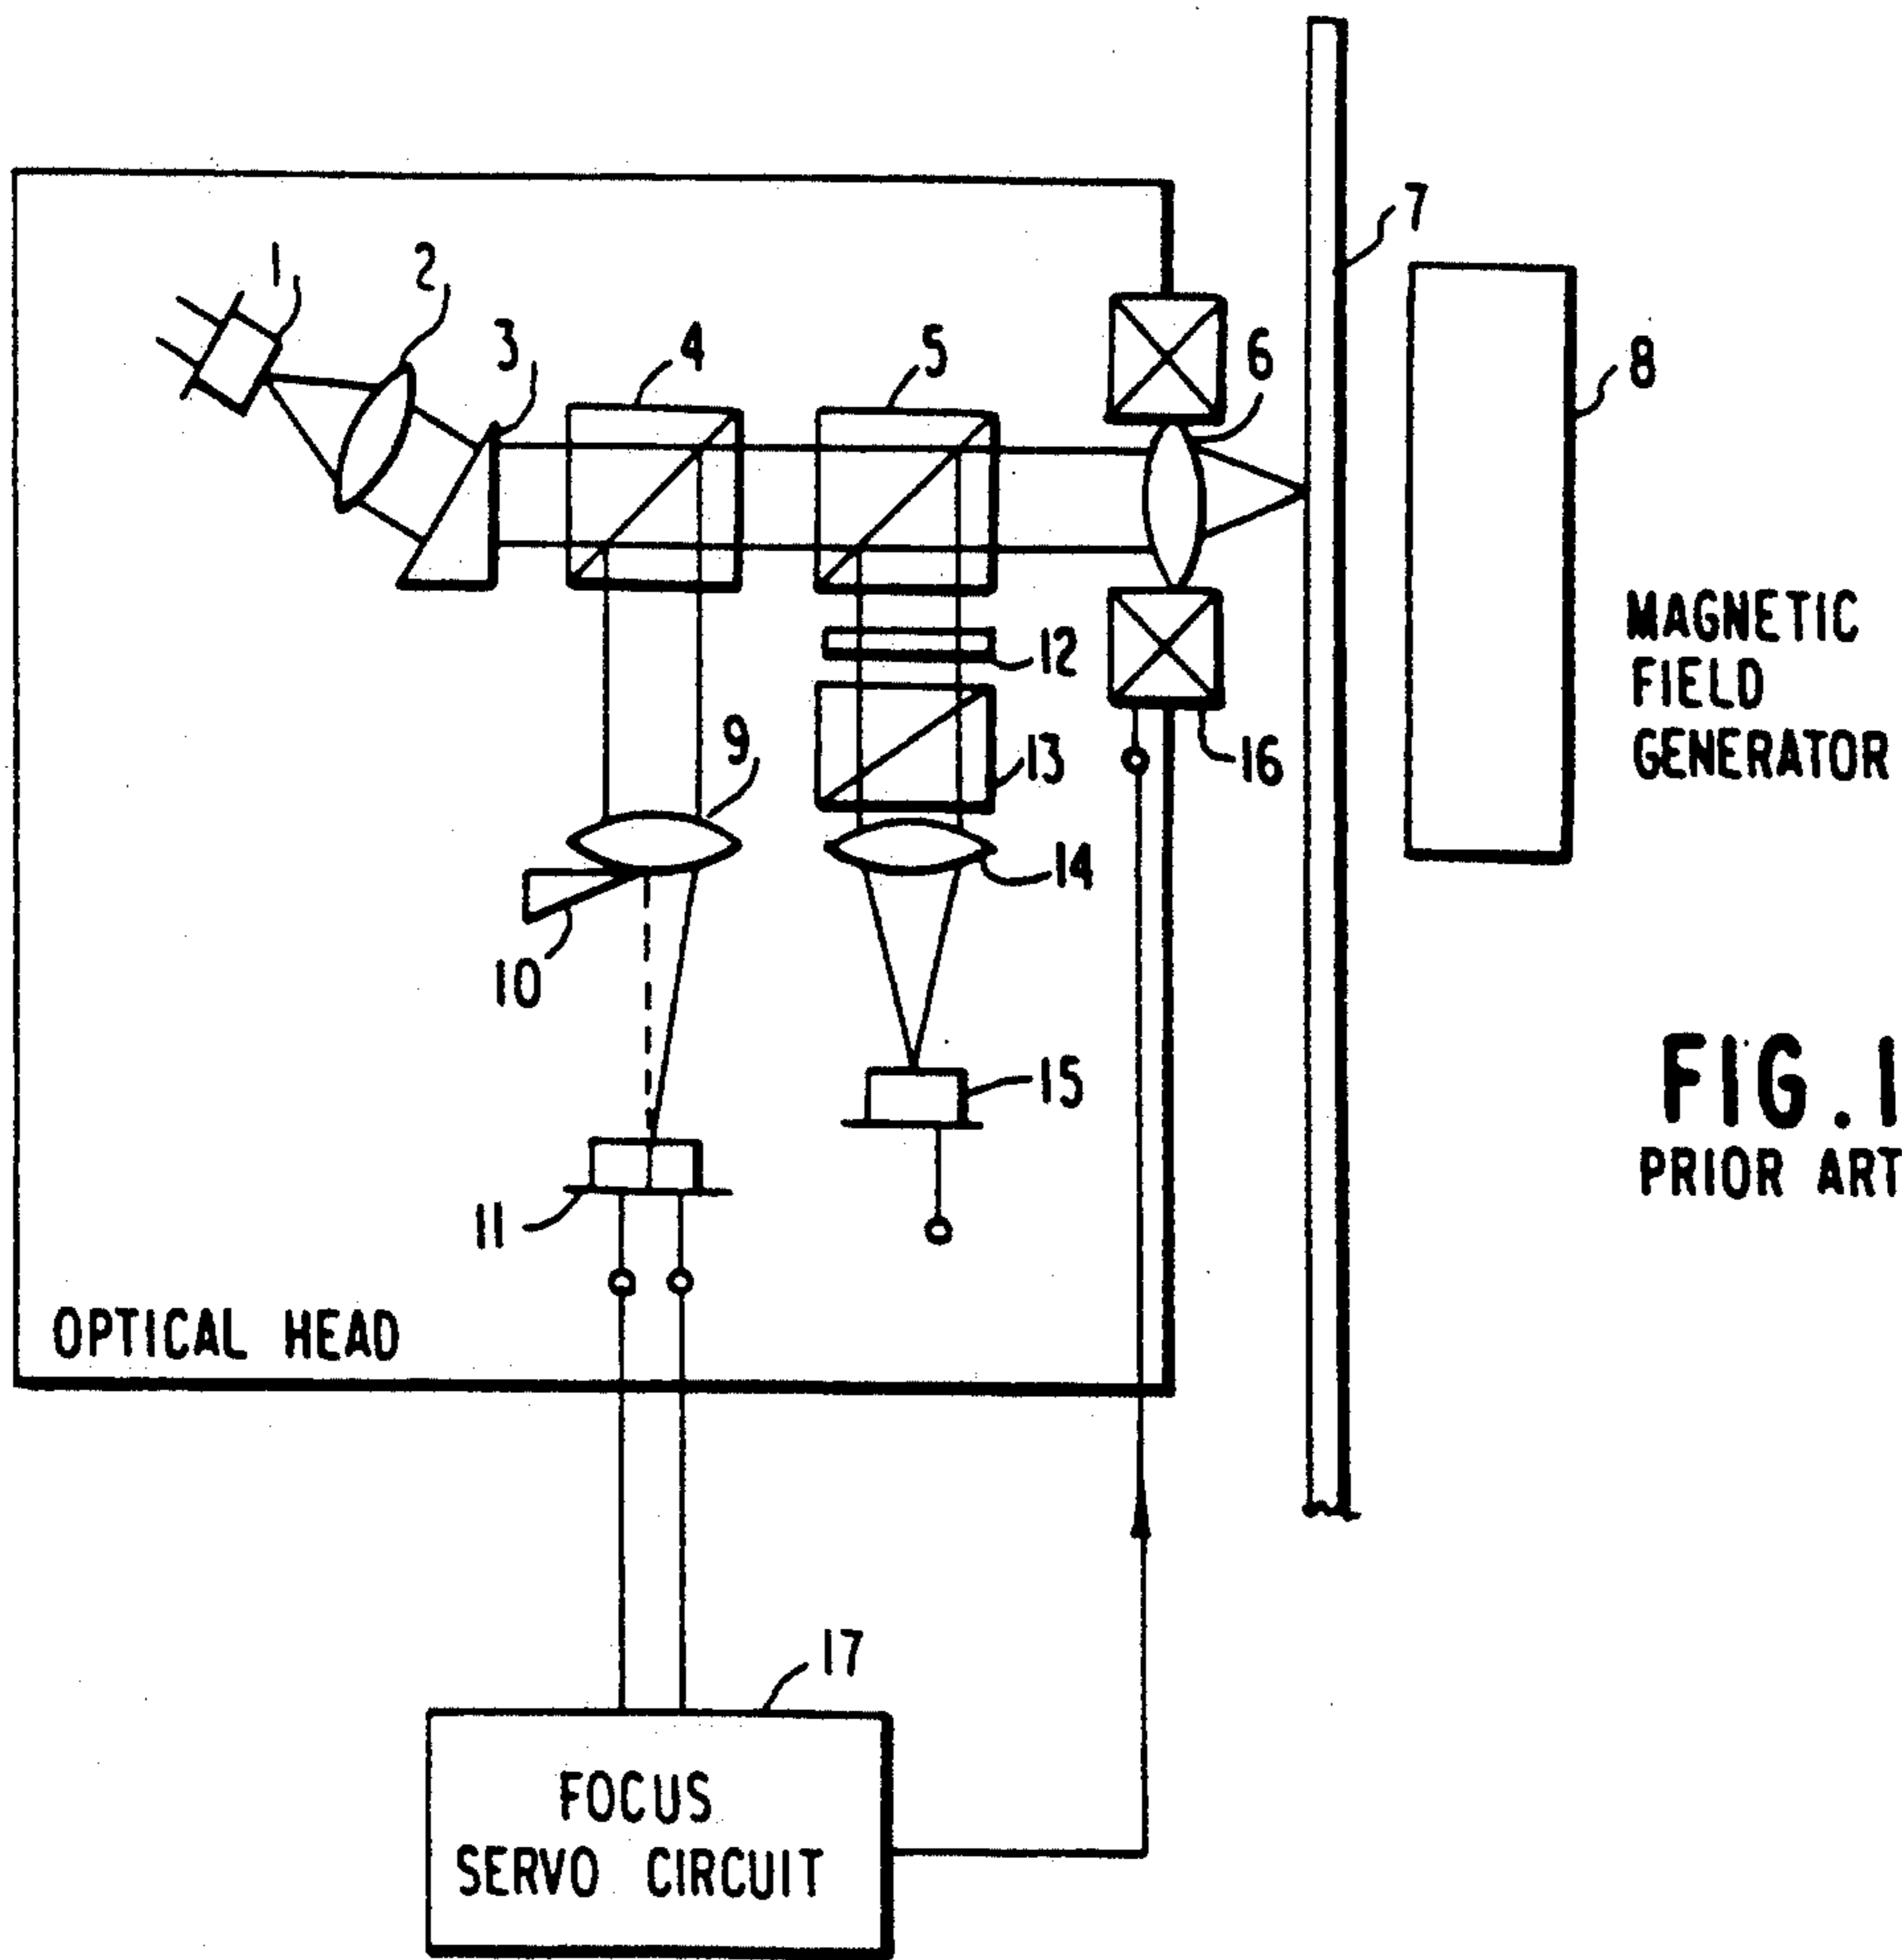 1
2
3
4
5
6
7
8
MAGNETIC
FIELD
GENERATOR
12
9
13
16
14
10
15
11
FIG.1
PRIOR ART
OPTICAL HEAD
17
FOCUS
SERVO CIRCUIT